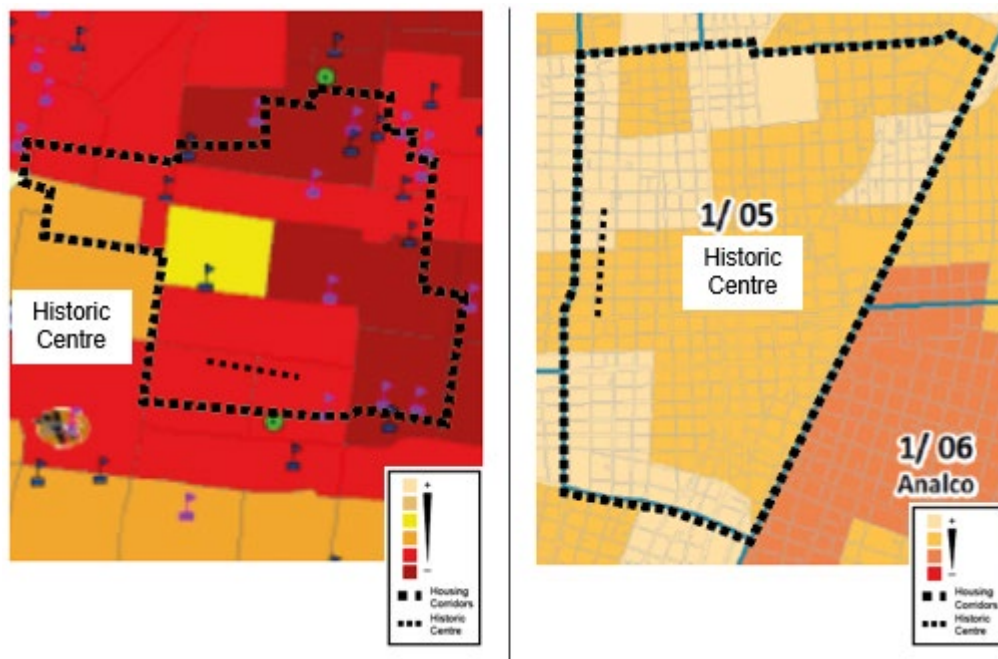 Historic
Centre
+
–
Housing
Corridors
Historic
Centre
1/ 05
Historic
Centre
1/ 06
Analco
+
–
Housing
Corridors
Historic
Centre